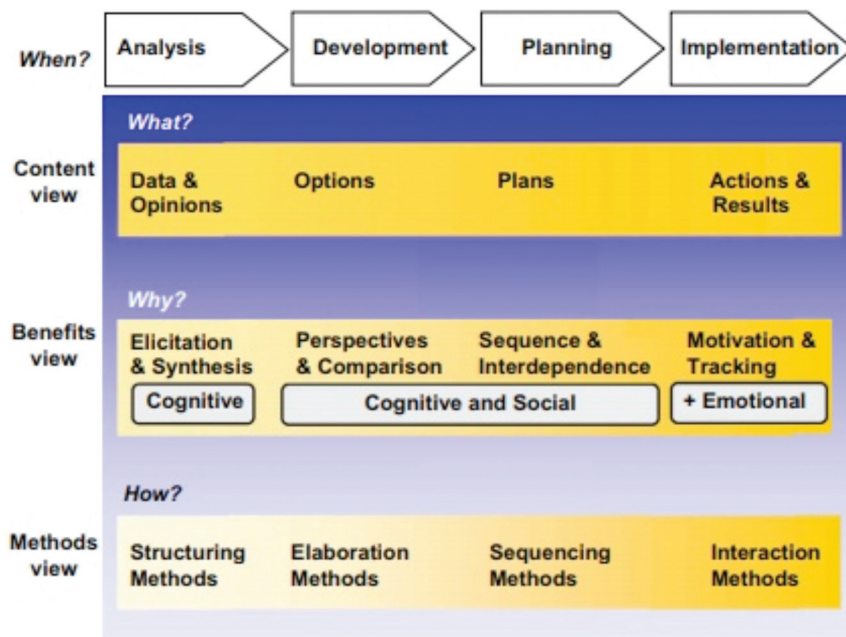 When?
Analysis
Development
Planning
Implementation
What?
Content
view
Data &
Opinions
Options
Plans
Actions &
Results
Why?
Benefits
view
Elicitation
& Synthesis
Perspectives
& Comparison
Sequence &
Interdependence
Motivation &
Tracking
Cognitive
Cognitive and Social
+ Emotional
How?
Methods
view
Structuring
Methods
Elaboration
Methods
Sequencing
Methods
Interaction
Methods